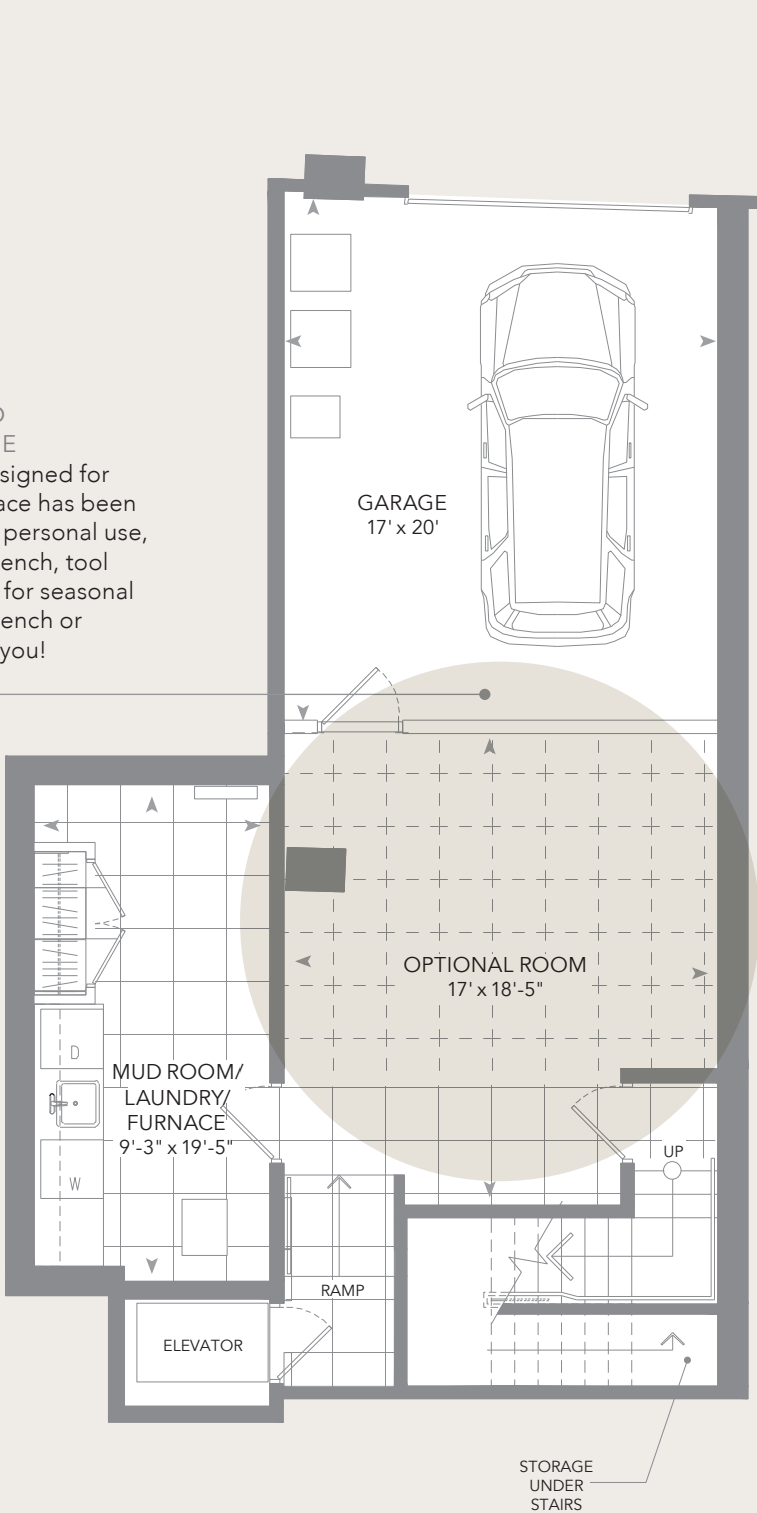 signed for
ace has been
personal use,
ench, tool
for seasonal
ench or
you!
GARAGE
17' x 20'
OPTIONAL ROOM
17' x 18'-5"
D
MUD ROOM/
LAUNDRY/
FURNACE
9'-3" x 19'-5"
W
UP
RAMP
ELEVATOR
STORAGE
UNDER
STAIRS